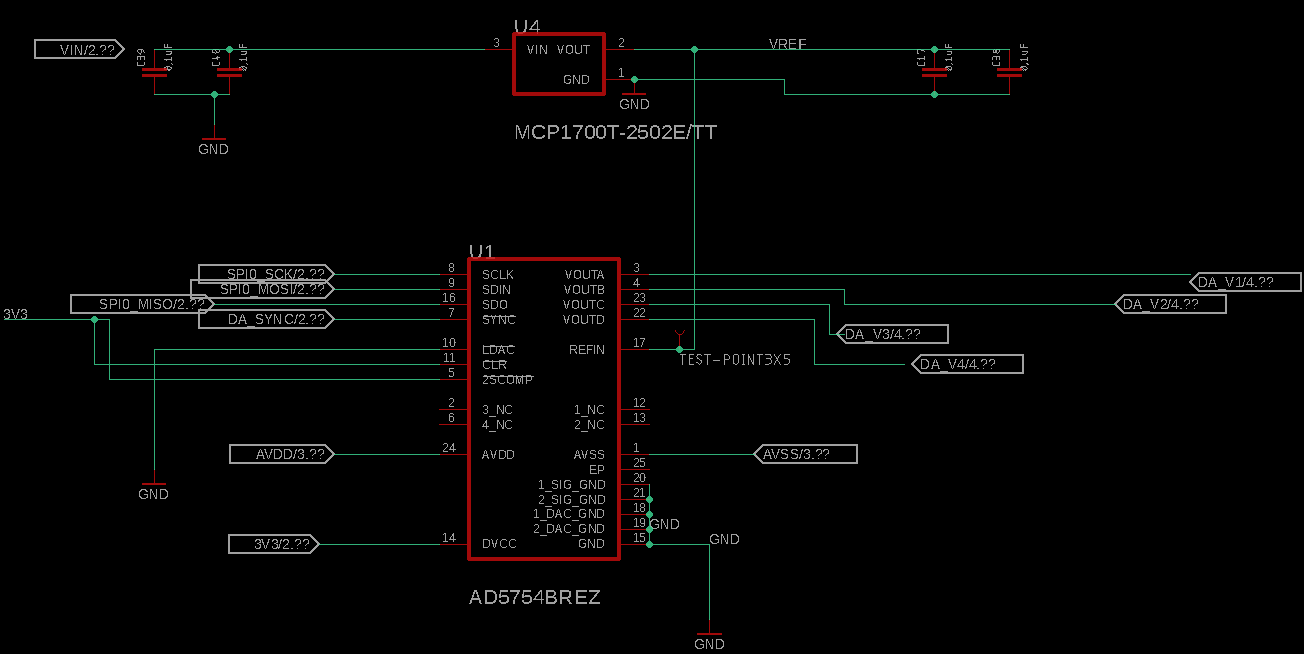 U4
VIN/2.??
C39
0,1uF
C40
0,1uF
3
VIN VOUT
2
VREF
C17
0,1uF
C38
0,1uF
GND
1
GND
GND
MCP1700T-2502E/TT
U1
SPI0_SCK/2.??
8
SCLK
VOUTA
3
DA_V1/4.??
SPI0_MOSI/2.??
9
SDIN
VOUTB
4
SPI0_MISO/2.??
16
SDO
VOUTC
23
DA_V2/4.??
3V3
DA_SYNC/2.??
7
SYNC
VOUTD
22
DA_V3/4.??
10
LDAC
REFIN
17
TEST-POINT3X5
11
CLR
DA_V4/4.??
5
2SCOMP
2
3_NC
1_NC
12
6
4_NC
2_NC
13
AVDD/3.??
24
AVDD
AVSS
1
AVSS/3.??
EP
25
1_SIG_GND
20
GND
2_SIG_GND
21
1_DAC_GND
18
2_DAC_GND
19
GND
3V3/2.??
14
DVCC
GND
15
GND
AD5754BREZ
GND